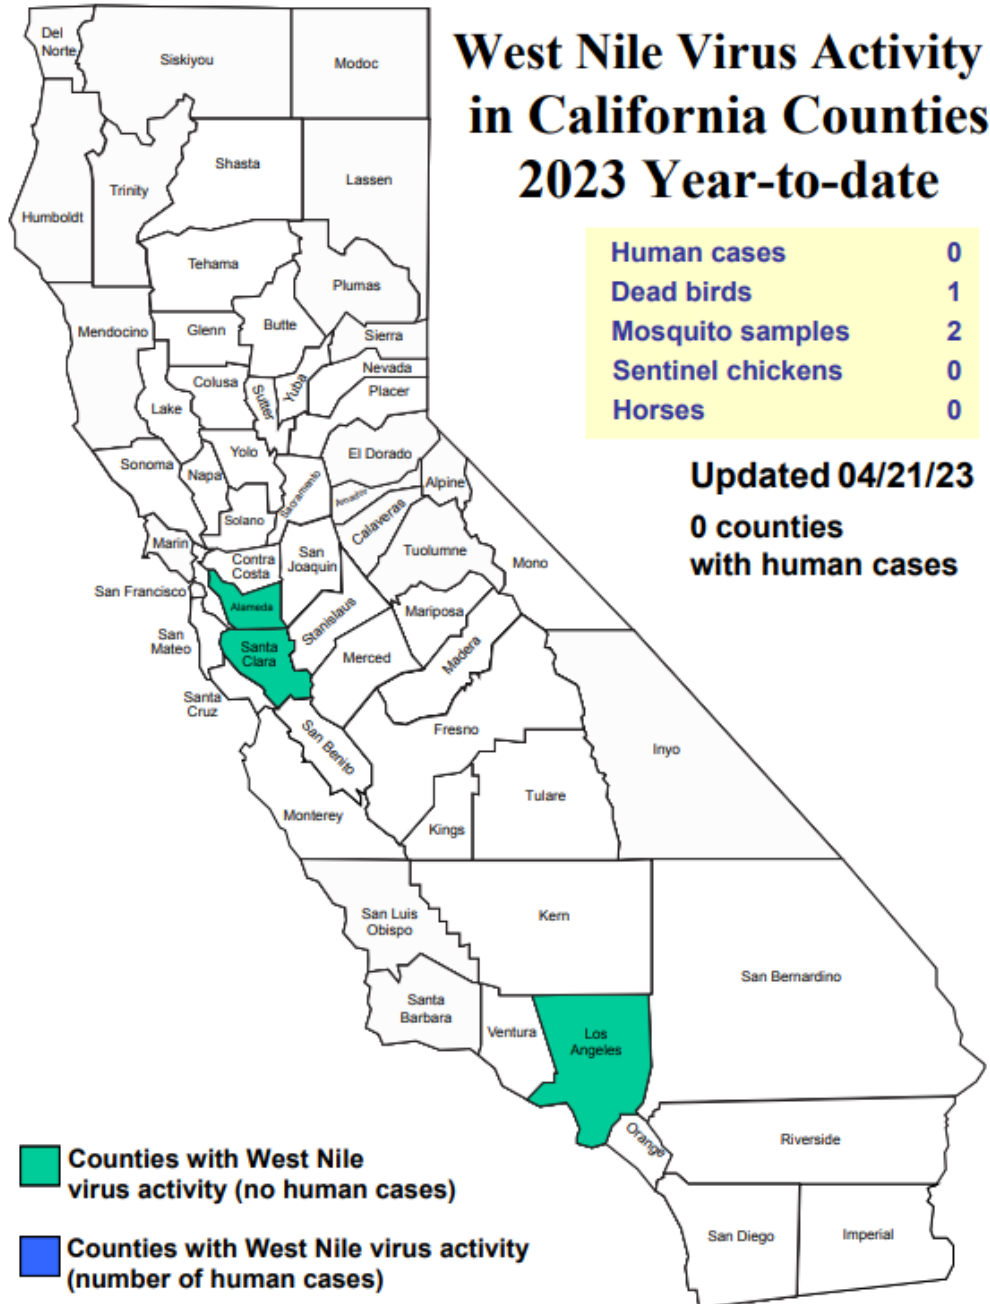 West Nile Virus Activity
in California Counties
2023 Year-to-date
Human cases 0
Dead birds 1
Mosquito samples 2
Sentinel chickens 0
Horses 0
Updated 04/21/23
0 counties
with human cases
Del
Norte
Siskiyou
Modoc
Shasta
Lassen
Trinity
Humboldt
Tehama
Plumas
Mendocino
Glenn
Butte
Sierra
Nevada
Colusa
Sutter
Yuba
Placer
Lake
Sonoma
Napa
Yolo
Sacramento
El Dorado
Alpine
Amador
Solano
Calaveras
Marin
Contra
Costa
San
Joaquin
Tuolumne
Mono
San Francisco
Alameda
Stanislaus
Mariposa
San
Mateo
Santa
Clara
Merced
Madera
Santa
Cruz
San Benito
Fresno
Inyo
Monterey
Kings
Tulare
San Luis
Obispo
Kern
San Bernardino
Santa
Barbara
Ventura
Los
Angeles
Orange
Riverside
San Diego
Imperial
Counties with West Nile
virus activity (no human cases)
Counties with West Nile virus activity
(number of human cases)